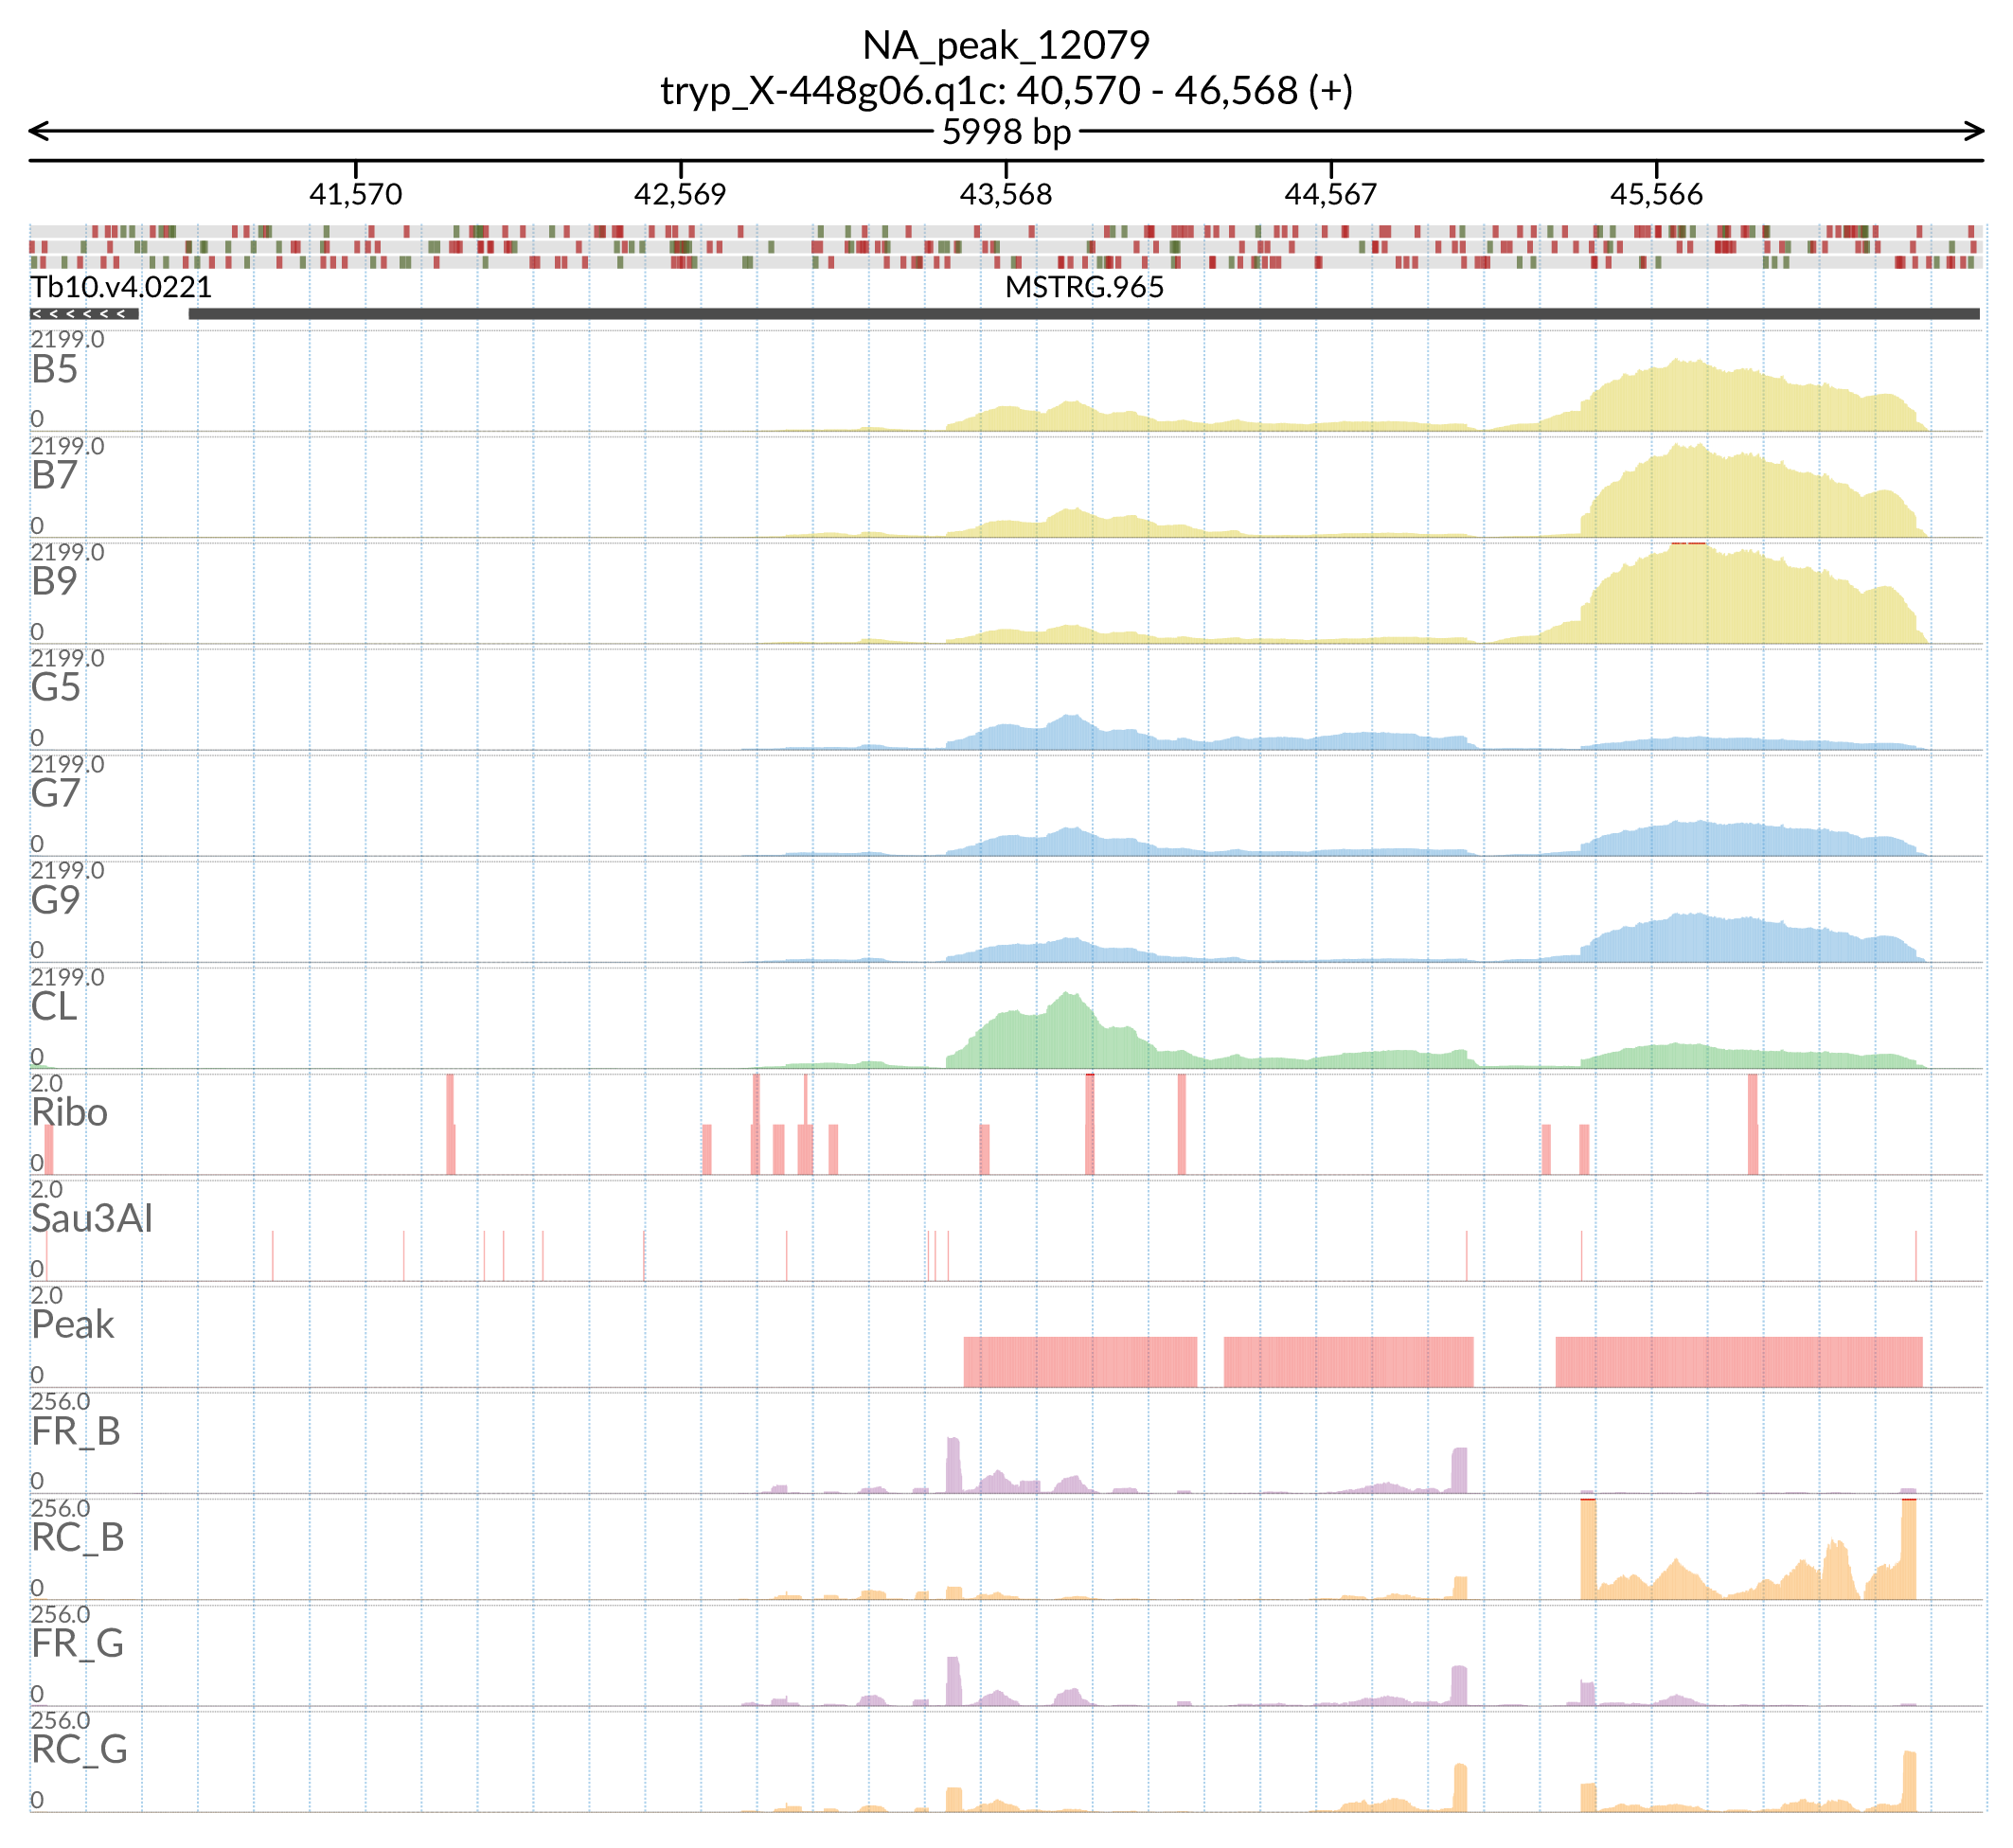 NA_peak_12079
tryp_X-448g06.q1c: 40,570 - 46,568 (+)
5998 bp
41,570 42,569 43,568 44,567 45,566
Tb10.v4.0221 MSTRG.965
2199.0
B5
0
2199.0
B7
0
2199.0
B9
0
2199.0
G5
0
2199.0
G7
0
2199.0
G9
0
2199.0
CL
0
2.0
Ribo
0
2.0
Sau3AI
0
2.0
Peak
0
256.0
FR_B
0
256.0
RC_B
0
256.0
FR_G
0
256.0
RC_G
0